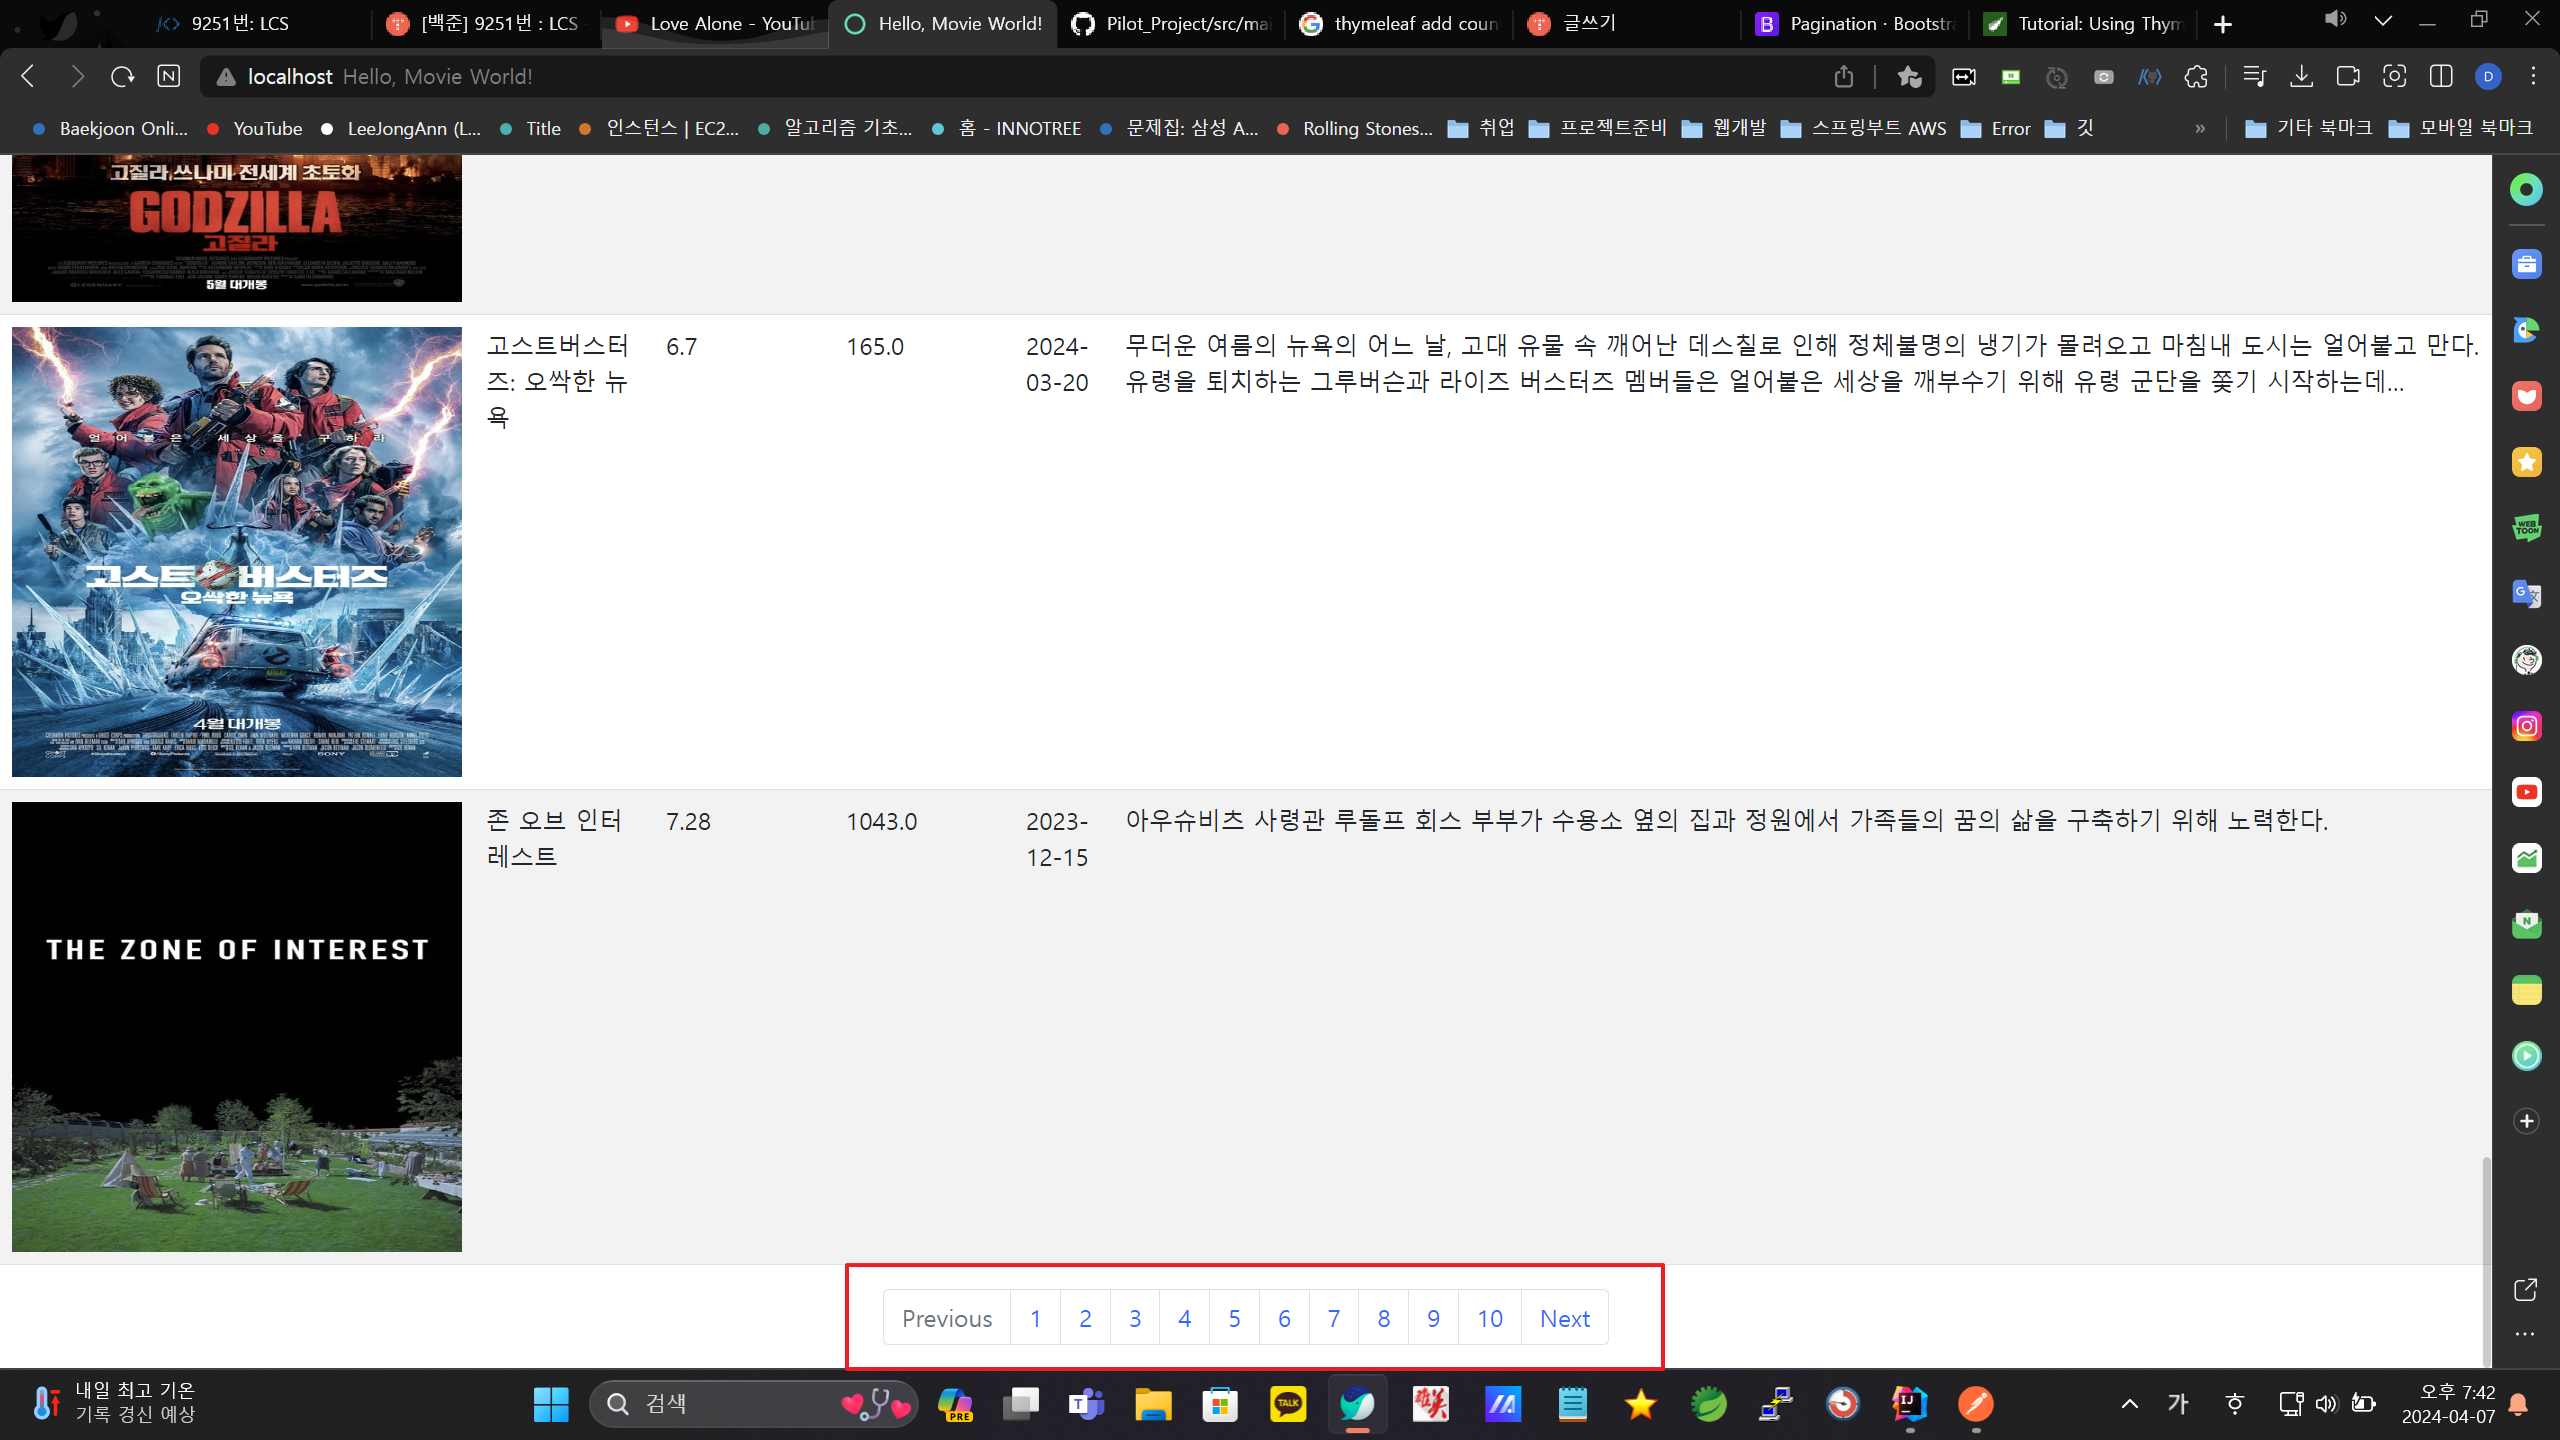 9251번: LCS
[백준] 9251번 : LCS
Love Alone - YouTu
Hello, Movie World!
Pilot_Project/src/mai
thymeleaf add coun
글쓰기
Pagination · Bootstra
Tutorial: Using Thym
localhost Hello, Movie World!
Baekjoon Onli...
YouTube
LeeJongAnn (L...
Title
인스턴스 | EC2...
알고리즘 기초...
홈 - INNOTREE
문제집: 삼성 A...
Rolling Stones...
취업
프로젝트준비
웹개발
스프링부트 AWS
Error
깃
»
기타 북마크
모바일 북마크
고질라, 쓰나미 전세계 초토화
GODZILLA
고질라
5월 대개봉
얼어붙은 세상을 구하라
고스트버스터즈
오싹한 뉴욕
4월 대개봉
SONY
고스트버스터
즈: 오싹한 뉴
욕
6.7
165.0
2024-
03-20
무더운 여름의 뉴욕의 어느 날, 고대 유물 속 깨어난 데스칠로 인해 정체불명의 냉기가 몰려오고 마침내 도시는 얼어붙고 만다.
유령을 퇴치하는 그루버슨과 라이즈 버스터즈 멤버들은 얼어붙은 세상을 깨부수기 위해 유령 군단을 쫓기 시작하는데...
THE ZONE OF INTEREST
존 오브 인터
레스트
7.28
1043.0
2023-
12-15
아우슈비츠 사령관 루돌프 회스 부부가 수용소 옆의 집과 정원에서 가족들의 꿈의 삶을 구축하기 위해 노력한다.
Previous 1 2 3 4 5 6 7 8 9 10 Next
WEB
TOON
내일 최고 기온
기록 경신 예상
검색
PRE
TALK
가
오후 7:42
2024-04-07